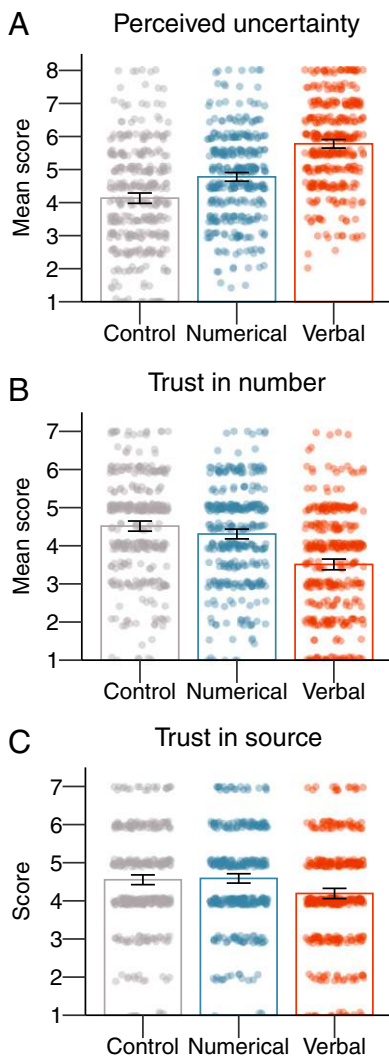 A Perceived uncertainty
8
7
6
5
4
3
2
1
Mean score
Control Numerical Verbal
B Trust in number
7
6
5
4
3
2
1
Mean score
Control Numerical Verbal
C Trust in source
7
6
5
4
3
2
1
Score
Control Numerical Verbal